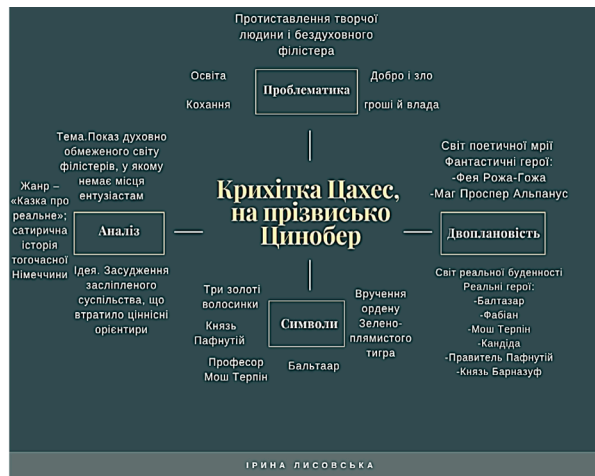 Протиставлення творчої
людини і бездуховного
філістера
Освіта
Добро і зло
Проблематика
Кохання
гроші й влада
Тема.Показ духовно
обмеженого світу
філістерів, у якому
немає місця
ентузіастам
Жанр –
«Казка про
реальне»;
сатирична
історія
тогочасної
Німеччини
Аналіз
Ідея. Засудження
засліпленого
суспільства, що
втратило ціннісні
орієнтири
Крихітка Цахес,
на прізвисько
Цинобер
Світ поетичної мрії
Фантастичні герої:
-Фея Рожа-Гожа
-Маг Проспер Альпанус
Двоплановість
Світ реальної буденності
Реальні герої:
-Балтазар
-Фабіан
-Мош Терпін
-Кандіда
-Правитель Пафнутій
-Князь Барназуф
Три золоті
волосинки
Князь
Пафнутій
Символи
Вручення
ордену
Зелено-
плямистого
тигра
Професор
Мош Терпін
Бальтаар
ІРИНА ЛИСОВСЬКА